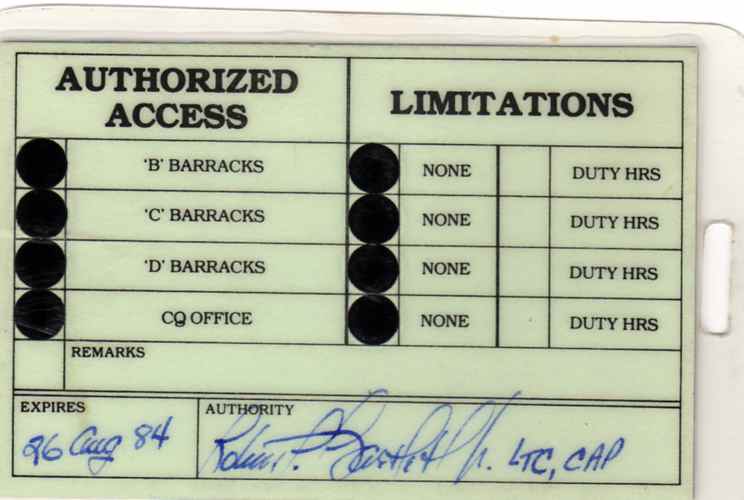 AUTHORIZED ACCESS
LIMITATIONS
'B' BARRACKS NONE DUTY HRS
'C' BARRACKS NONE DUTY HRS
'D' BARRACKS NONE DUTY HRS
CQ OFFICE NONE DUTY HRS
REMARKS
EXPIRES AUTHORITY
26 Aug 84 Jr. LTC, CAP